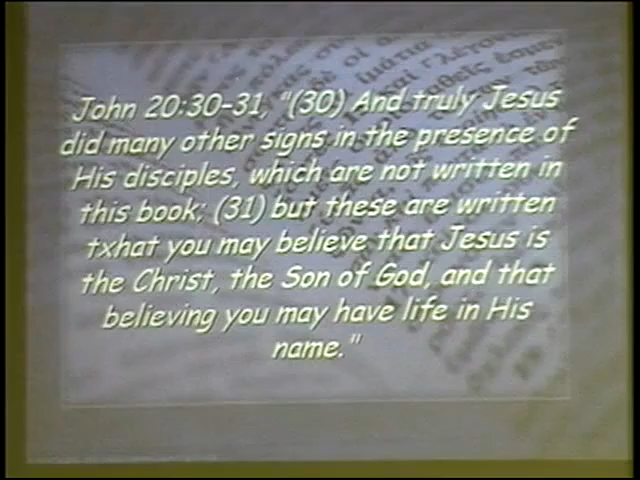 John 20:30-31, "(30) And truly Jesus
did many other signs in the presence of
His disciples, which are not written in
this book; (31) but these are written
txhat you may believe that Jesus is
the Christ, the Son of God, and that
believing you may have life in His
name."